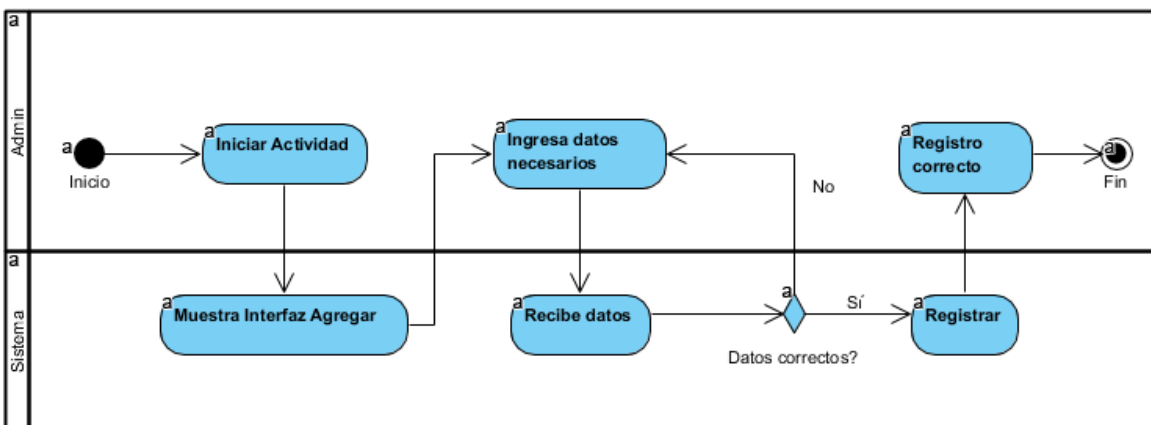 a
Admin
a
Inicio
a
Iniciar Actividad
a
Ingresa datos
necesarios
No
a
Registro
correcto
a
Fin
a
Sistema
a
Muestra Interfaz Agregar
a
Recibe datos
a
Datos correctos?
Sí
a
Registrar